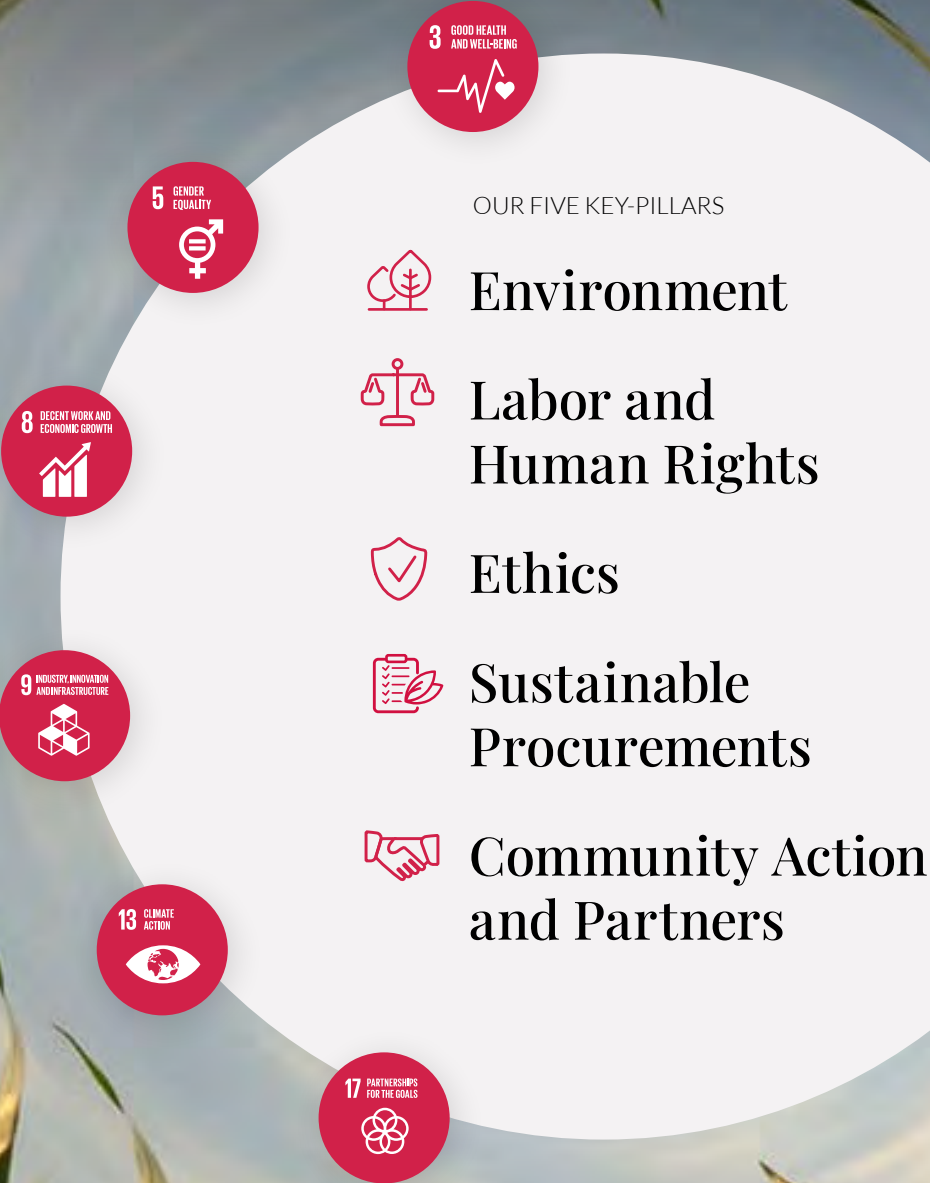 3 GOOD HEALTH
AND WELL-BEING
5 GENDER
EQUALITY
OUR FIVE KEY-PILLARS
Environment
Labor and
Human Rights
8 DECENT WORK AND
ECONOMIC GROWTH
Ethics
Sustainable
Procurements
9 INDUSTRY, INNOVATION
AND INFRASTRUCTURE
Community Action
and Partners
13 CLIMATE
ACTION
17 PARTNERSHIPS
FOR THE GOALS